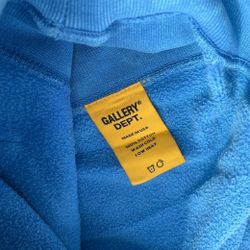 GALLERY
DEPT.
MADE IN USA
100% COTTON
WASH COLD
LOW HEAT